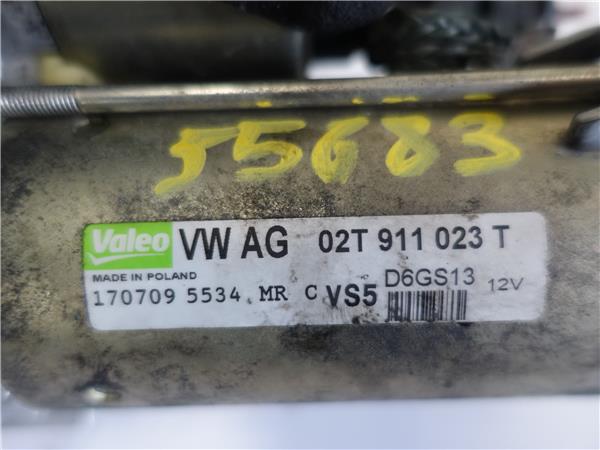 55683
Valeo VW AG 02T 911 023 T
MADE IN POLAND
170709 5534 MR C VS5 D6GS13 12V